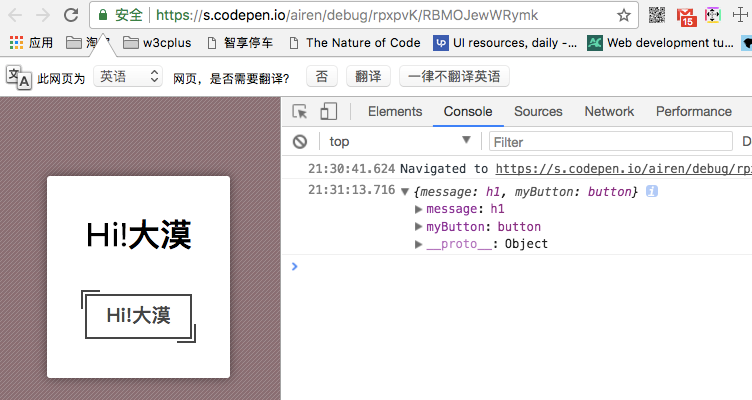 安全 https://s.codepen.io/airen/debug/rpxpvK/RBMOJewWRymk
15
应用 w3cplus 智享停车 The Nature of Code UI resources, daily -... Web development tu...
此网页为 英语 网页，是否需要翻译? 否 翻译 一律不翻译英语
Elements Console Sources Network Performance
top Filter D
21:30:41.624 Navigated to https://s.codepen.io/airen/debug/rp
21:31:13.716 {message: h1, myButton: button}
message: h1
myButton: button
__proto__: Object
Hi!大漠
Hi!大漠